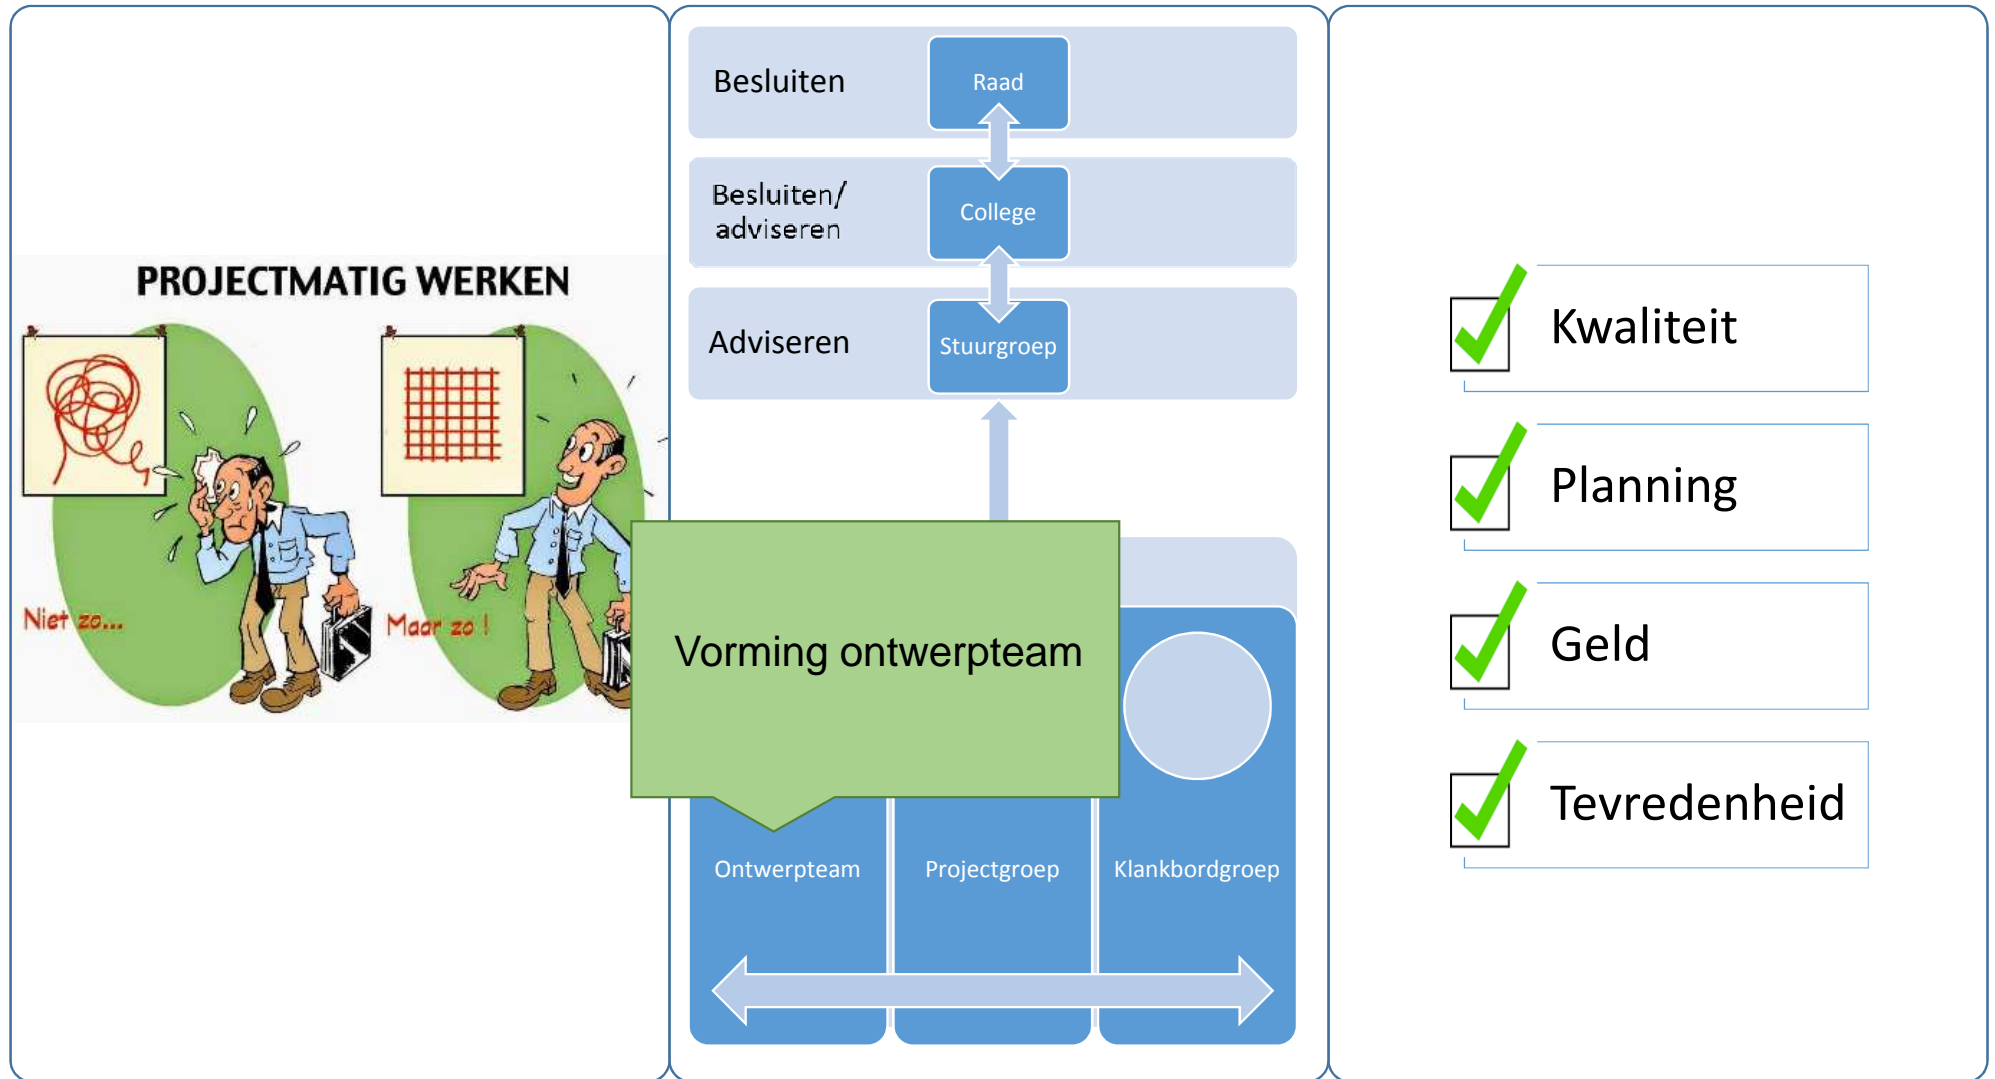 PROJECTMATIG WERKEN
Niet zo...
Maar zo !
Besluiten
Raad
Besluiten/
adviseren
College
Adviseren
Stuurgroep
Vorming ontwerpteam
Ontwerpteam
Projectgroep
Klankbordgroep
Kwaliteit
Planning
Geld
Tevredenheid